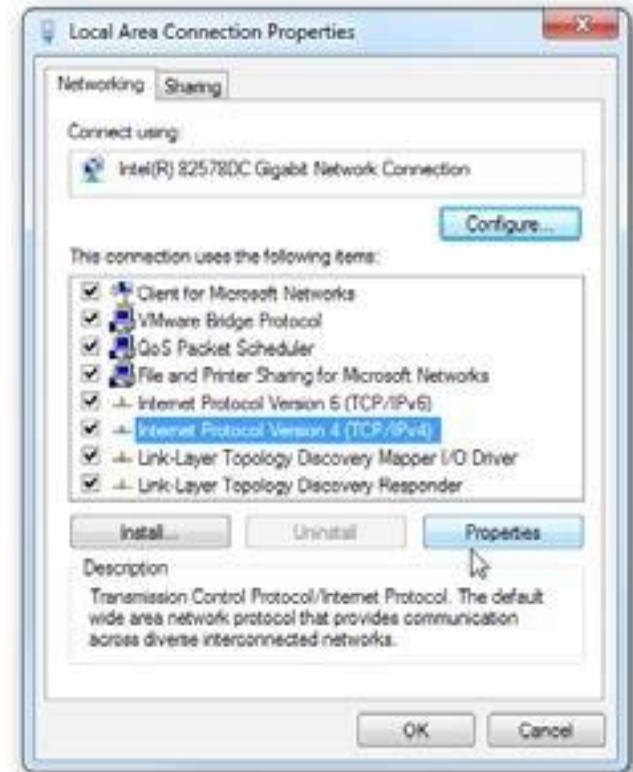 Local Area Connection Properties
Networking
Sharing
Connect using:
Intel(R) 82578DC Gigabit Network Connection
Configure...
This connection uses the following items:
Client for Microsoft Networks
VMware Bridge Protocol
QoS Packet Scheduler
File and Printer Sharing for Microsoft Networks
Internet Protocol Version 6 (TCP/IPv6)
Internet Protocol Version 4 (TCP/IPv4)
Link-Layer Topology Discovery Mapper I/O Driver
Link-Layer Topology Discovery Responder
Install...
Uninstall
Properties
Description
Transmission Control Protocol/Internet Protocol. The default
wide area network protocol that provides communication
across diverse interconnected networks.
OK
Cancel